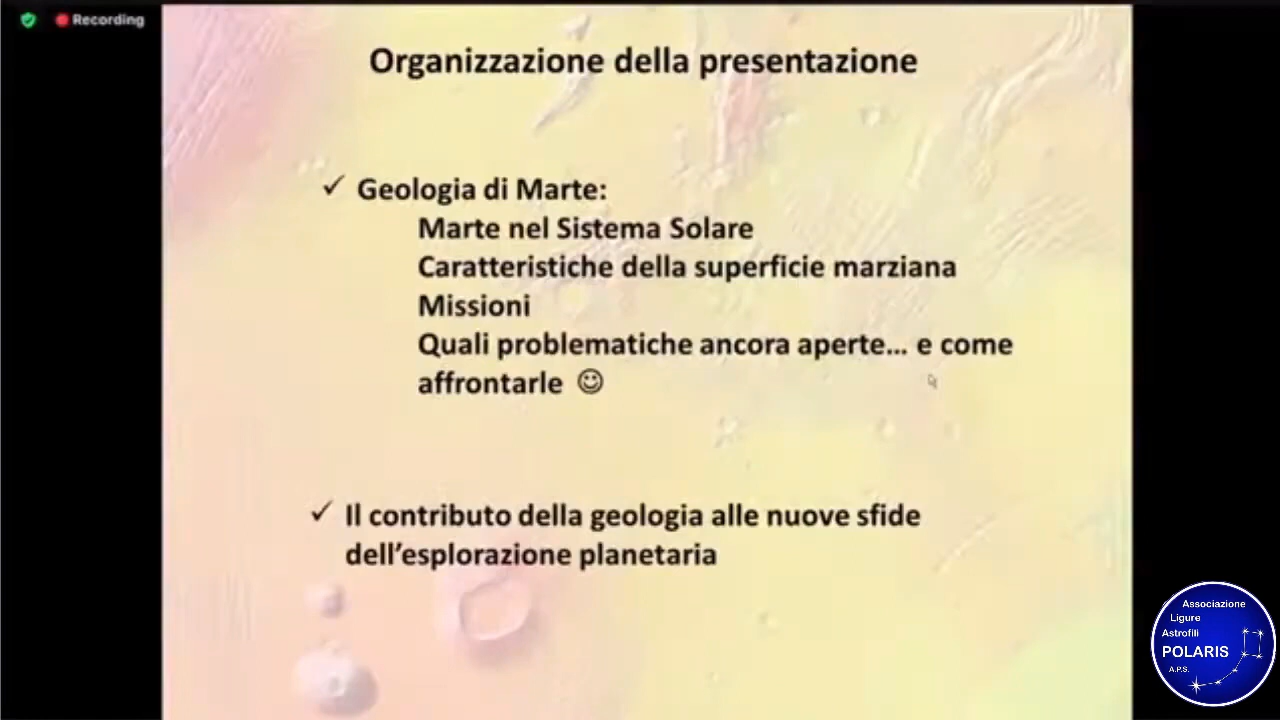 Recording
Organizzazione della presentazione
✓ Geologia di Marte:
Marte nel Sistema Solare
Caratteristiche della superficie marziana
Missioni
Quali problematiche ancora aperte... e come
affrontarle ☺
✓ Il contributo della geologia alle nuove sfide
dell'esplorazione planetaria
Associazione
Ligure
Astrofili
POLARIS
A.P.S.